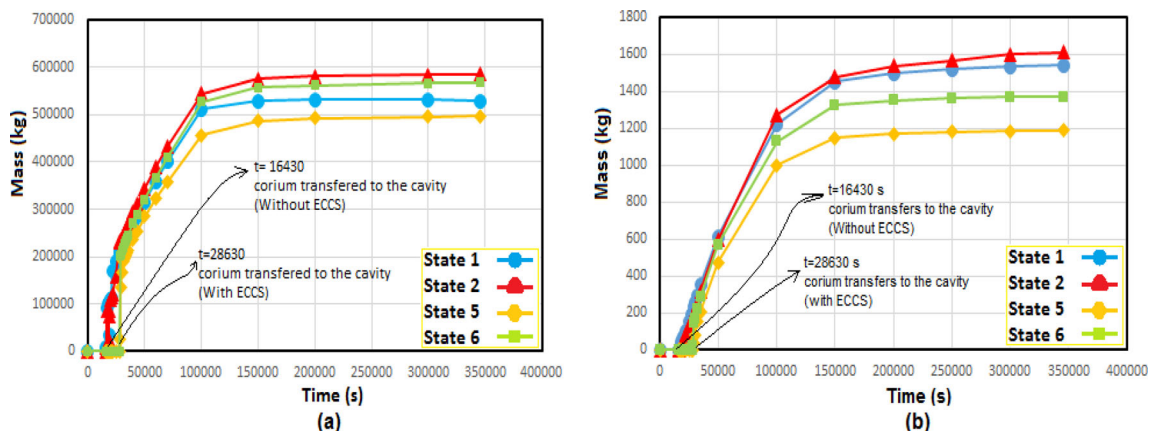 700000
600000
500000
400000
300000
200000
100000
0
Mass (kg)
t= 16430
corium transfered to the cavity
(Without ECCS)
t=28630
corium transfered to the cavity
(With ECCS)
State 1
State 2
State 5
State 6
0 50000 100000 150000 200000 250000 300000 350000 400000
Time (s)
(a)
1800
1600
1400
1200
1000
800
600
400
200
0
Mass (kg)
t=16430 s
corium transfers to the cavity
(Without ECCS)
t=28630 s
corium transfers to the cavity
(with ECCS)
State 1
State 2
State 5
State 6
0 50000 100000 150000 200000 250000 300000 350000 400000
Time (s)
(b)